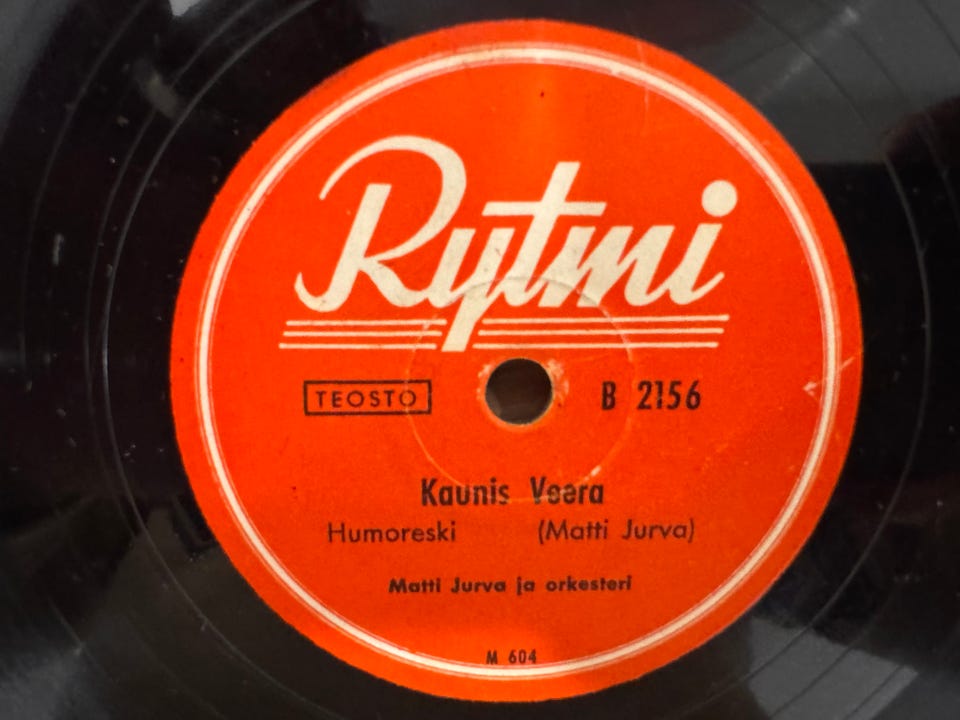 Rytmi
TEOSTO B 2156
Kaunis Veera
Humoreski (Matti Jurva)
Matti Jurva ja orkesteri
M 604